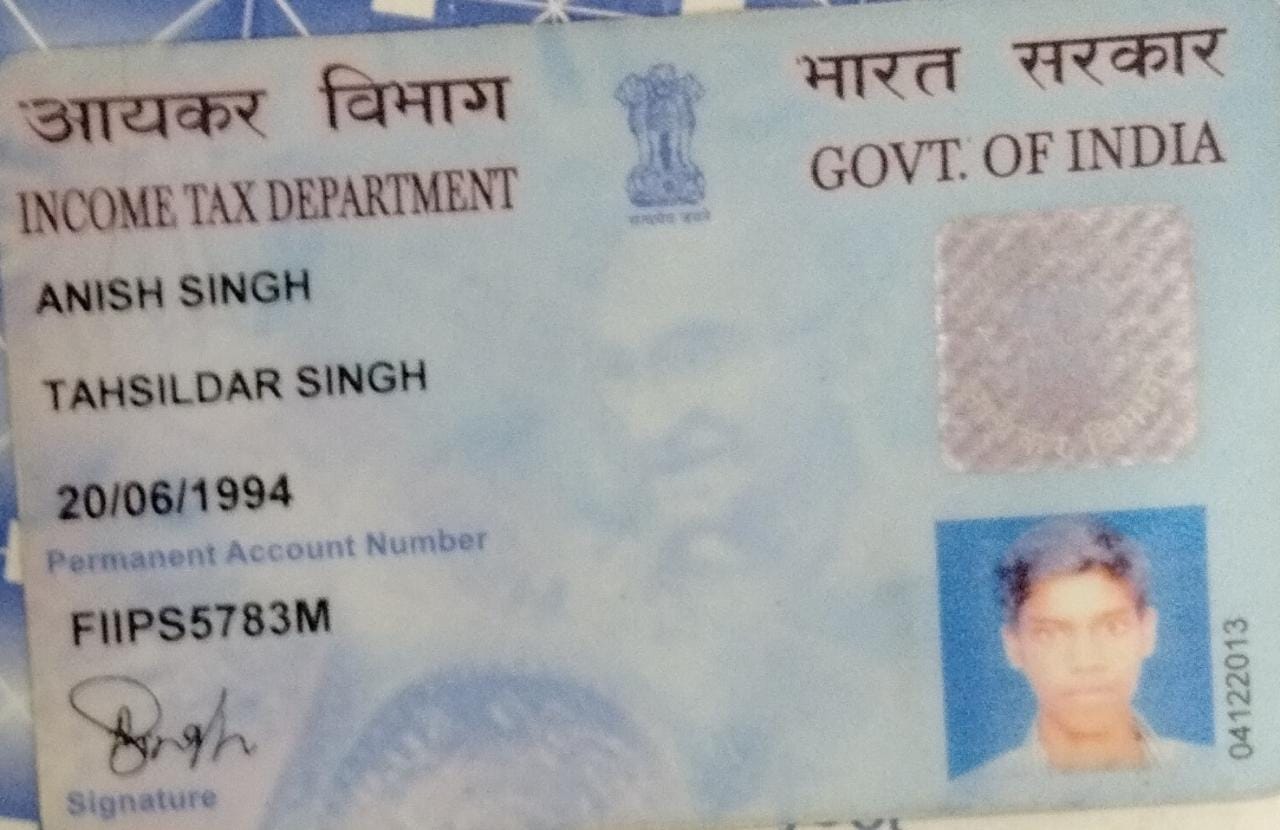 आयकर विभाग
INCOME TAX DEPARTMENT
भारत सरकार
GOVT. OF INDIA
सत्यमेव जयते
ANISH SINGH
TAHSILDAR SINGH
20/06/1994
Permanent Account Number
FIIPS5783M
Singh
Signature
04122013
आयकर विभाग